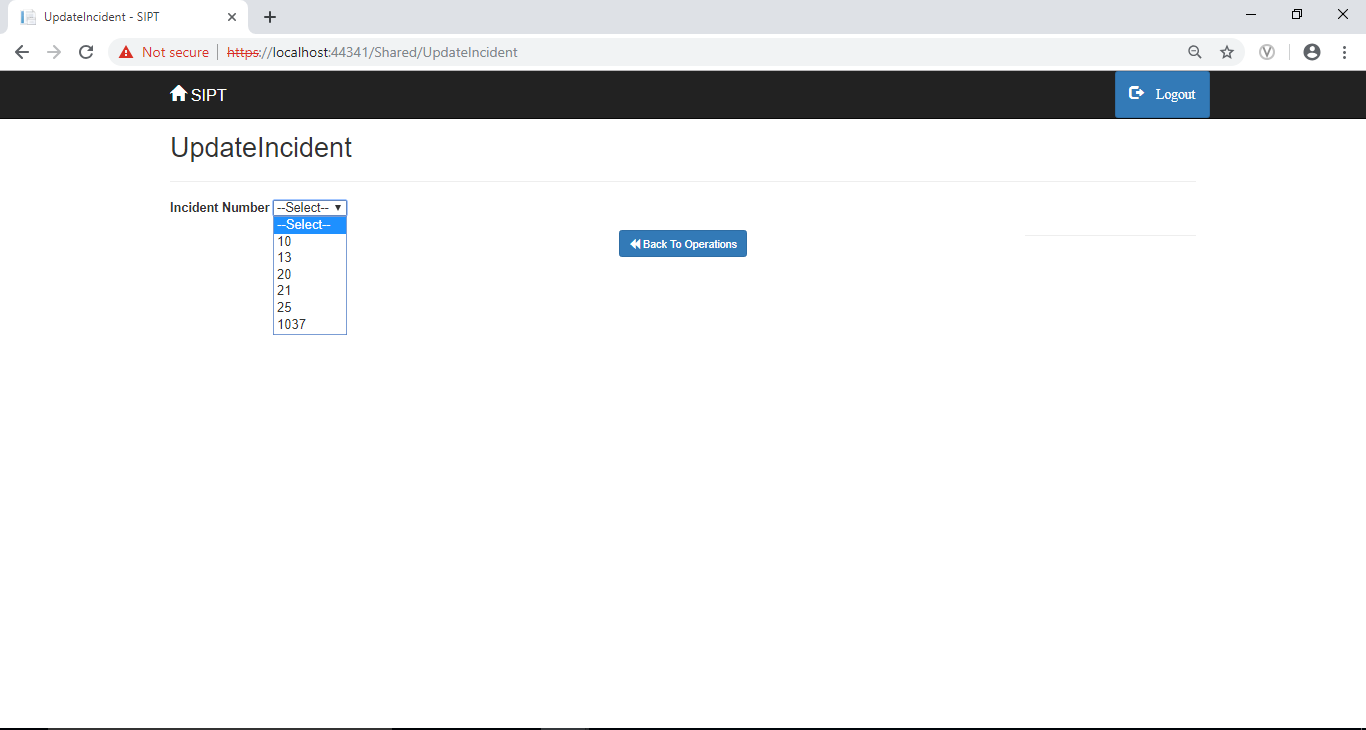 UpdateIncident - SIPT
Not secure https://localhost:44341/Shared/UpdateIncident
SIPT
Logout
UpdateIncident
Incident Number --Select--
--Select--
10
13
20
21
25
1037
Back To Operations